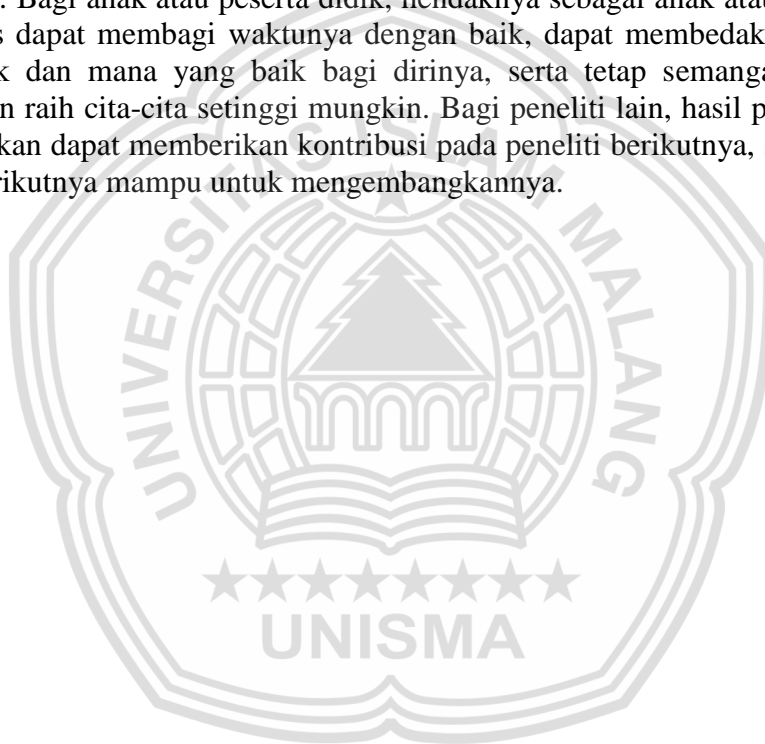 . Bagi anak atau peserta didik, hendaknya sebagai anak atau
s dapat membagi waktunya dengan baik, dapat membedak
k dan mana yang baik bagi dirinya, serta tetap semanga
n raih cita-cita setinggi mungkin. Bagi peneliti lain, hasil p
kan dapat memberikan kontribusi pada peneliti berikutnya,
rikutnya mampu untuk mengembangkannya.
UNIVERSITAS ISLAM MALANG
UNISMA